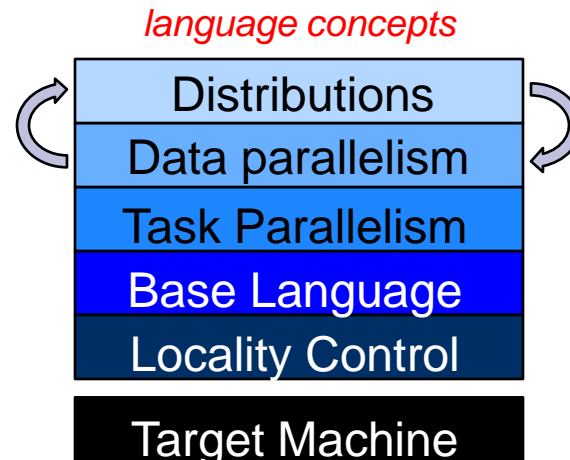 language concepts
Distributions
Data parallelism
Task Parallelism
Base Language
Locality Control
Target Machine